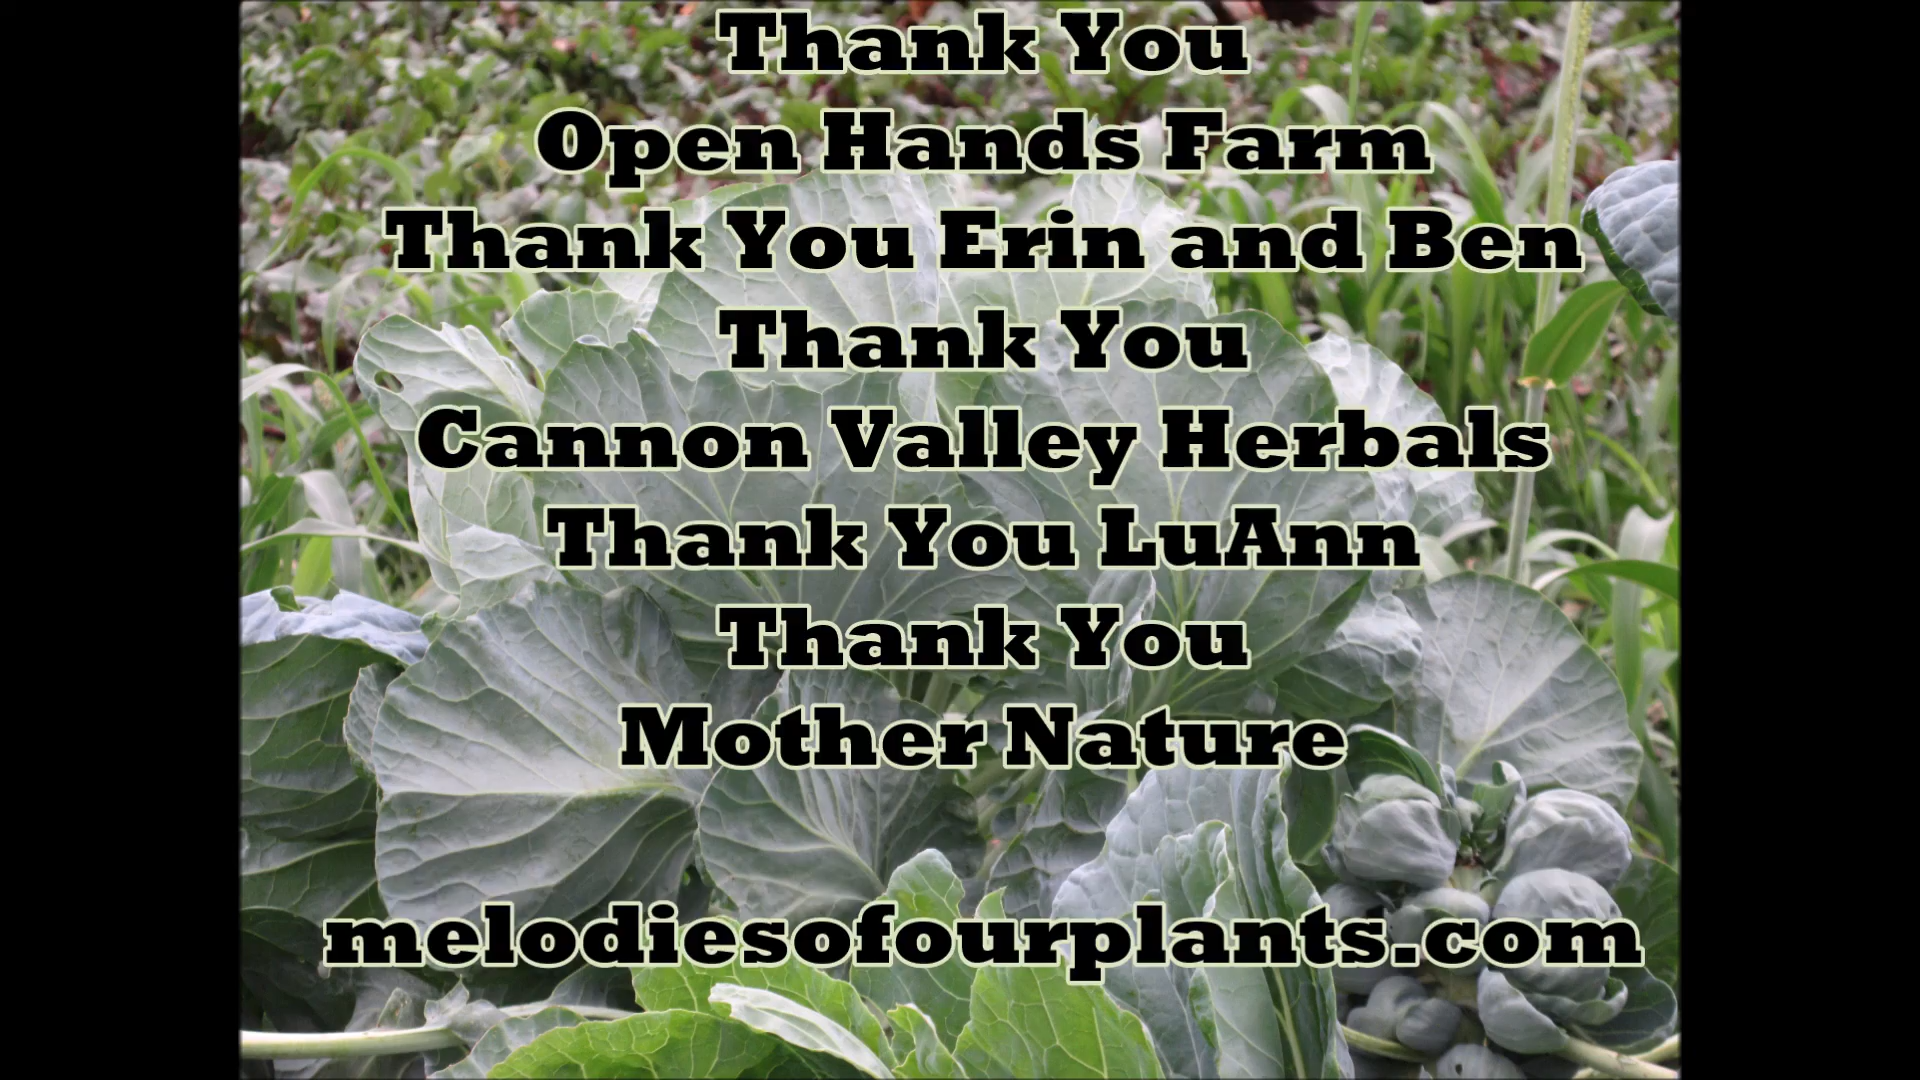 Thank You
Open Hands Farm
Thank You Erin and Ben
Thank You
Cannon Valley Herbals
Thank You LuAnn
Thank You
Mother Nature
melodiesofourplants.com